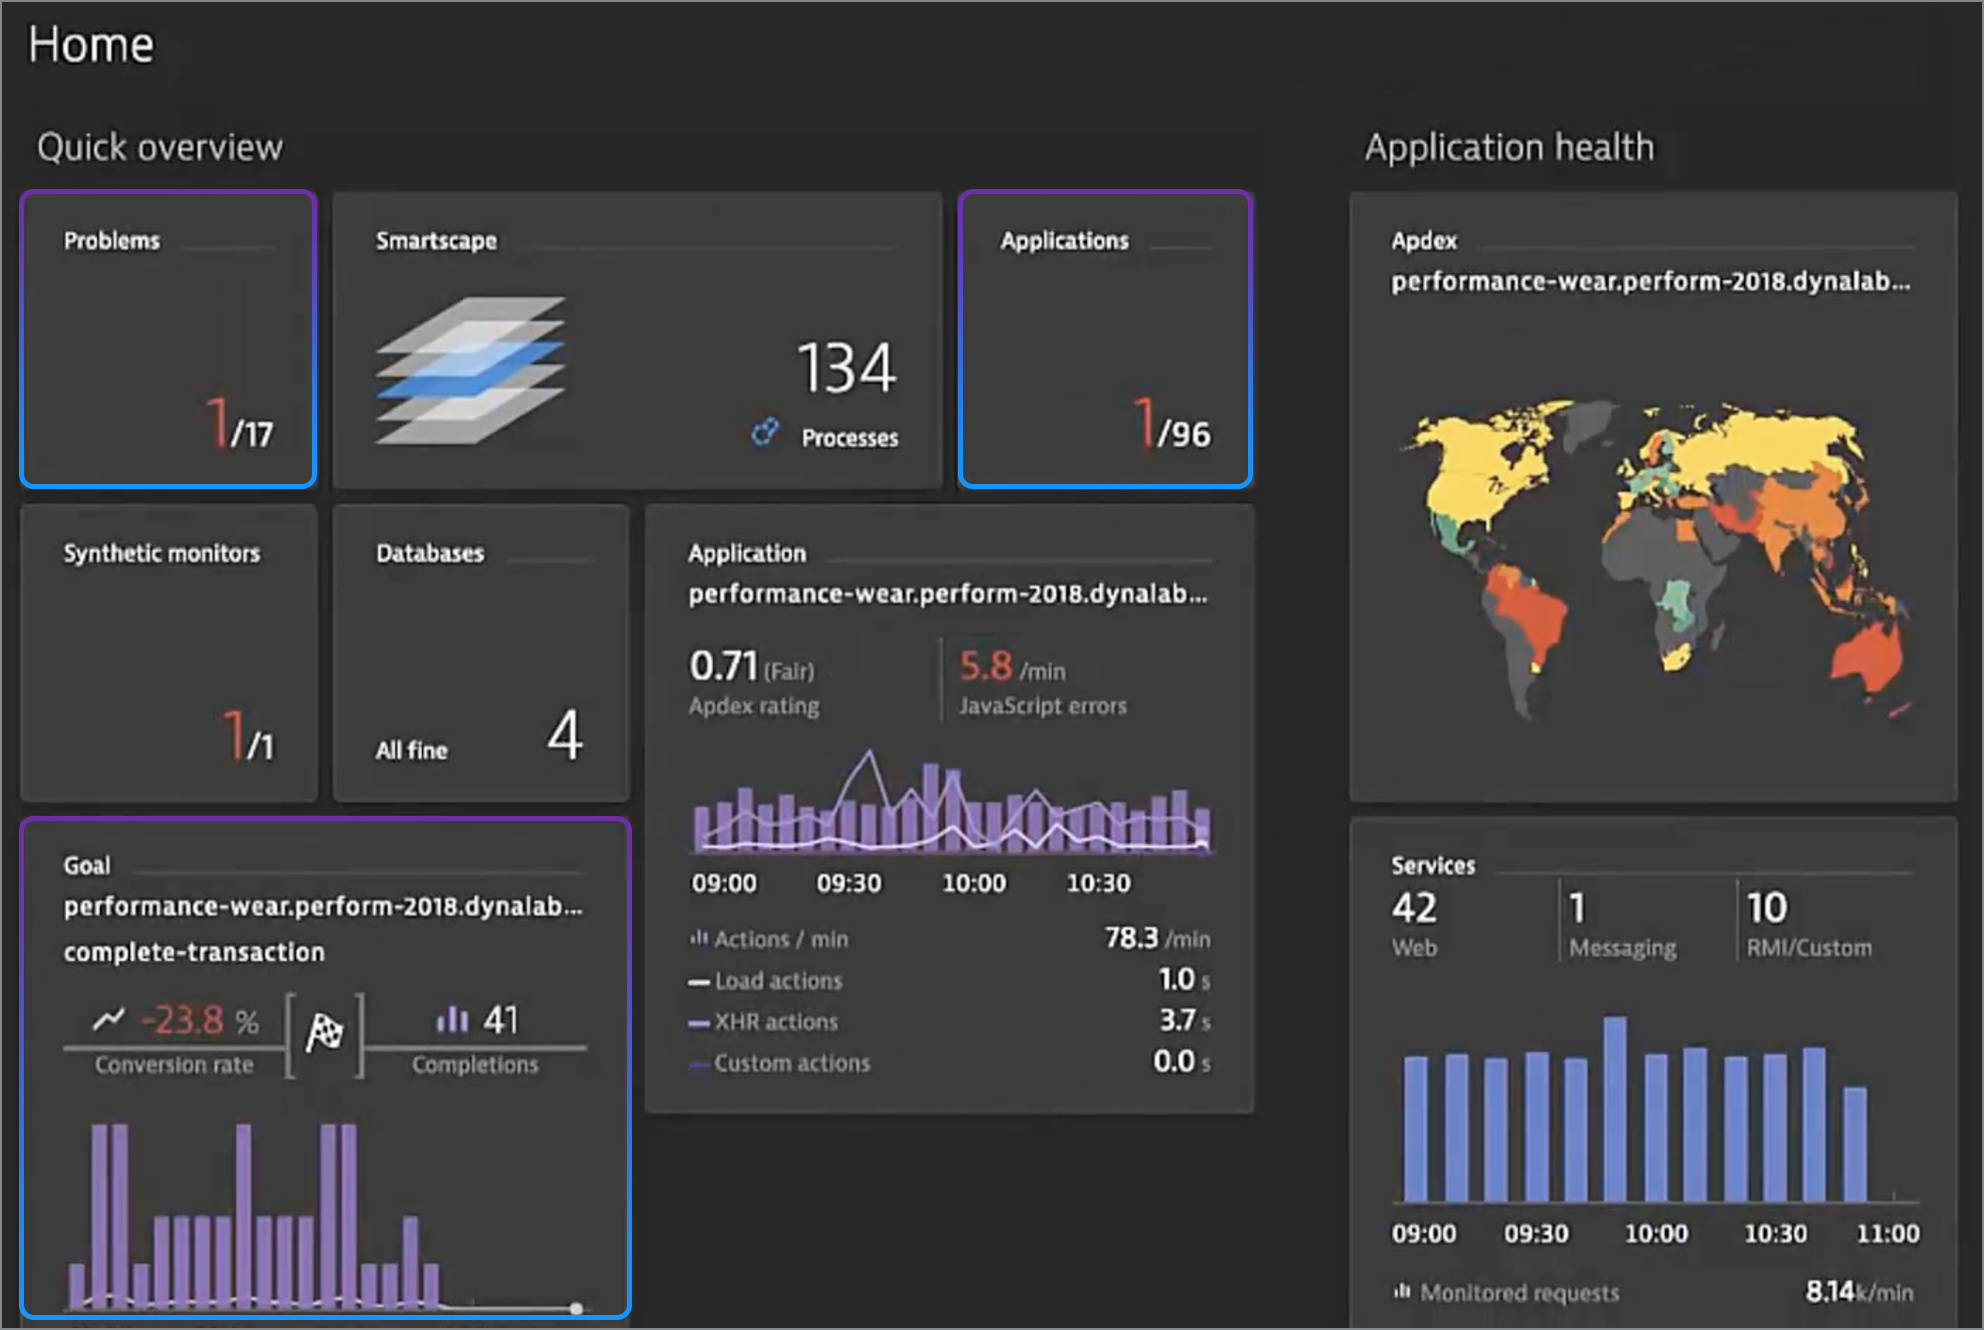 Home
Quick overview
Application health
Problems
1/17
Smartscape
134
Processes
Applications
1/96
Apdex
performance-wear.perform-2018.dynalab...
Synthetic monitors
1/1
Databases
All fine
4
Application
performance-wear.perform-2018.dynalab...
0.71 (Fair)
Apdex rating
5.8 /min
JavaScript errors
09:00 09:30 10:00 10:30
Actions / min 78.3 /min
Load actions 1.0 s
XHR actions 3.7 s
Custom actions 0.0 s
Goal
performance-wear.perform-2018.dynalab...
complete-transaction
-23.8 %
Conversion rate
41
Completions
Services
42
Web
1
Messaging
10
RMI/Custom
09:00 09:30 10:00 10:30 11:00
Monitored requests 8.14k/min